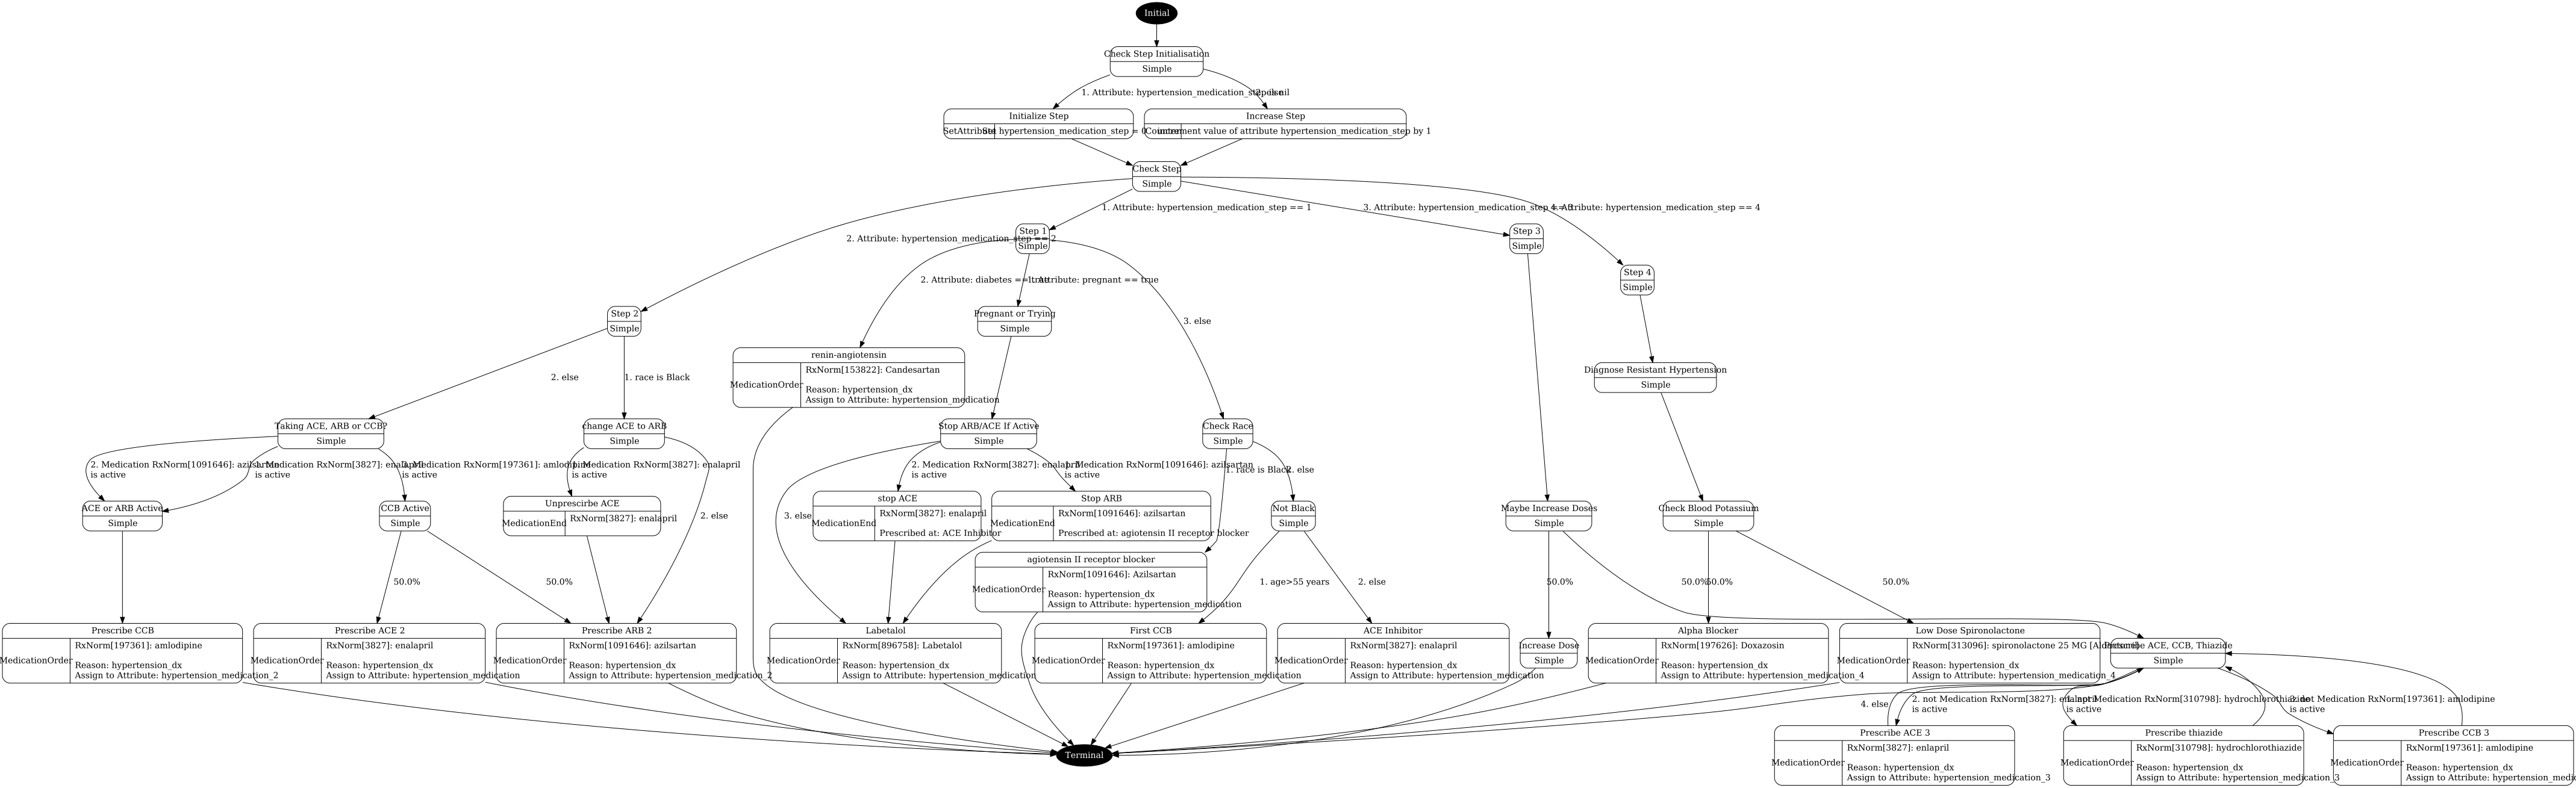 Initial
Check Step Initialisation
Simple
1. Attribute: hypertension_medication_step is nil
2. else
Initialize Step
SetAttribute
Set hypertension_medication_step = 0
Increase Step
Counter
increment value of attribute hypertension_medication_step by 1
Check Step
Simple
1. Attribute: hypertension_medication_step == 1
3. Attribute: hypertension_medication_step == 3
4. Attribute: hypertension_medication_step == 4
2. Attribute: hypertension_medication_step == 2
Step 1
Simple
Step 3
Simple
Step 4
Simple
2. Attribute: diabetes == true
1. Attribute: pregnant == true
3. else
Step 2
Simple
Pregnant or Trying
Simple
renin-angiotensin
MedicationOrder
RxNorm[153822]: Candesartan
Reason: hypertension_dx
Assign to Attribute: hypertension_medication
Diagnose Resistant Hypertension
Simple
2. else
1. race is Black
Taking ACE, ARB or CCB?
Simple
change ACE to ARB
Simple
Stop ARB/ACE If Active
Simple
Check Race
Simple
2. Medication RxNorm[1091646]: azilsartan
is active
1. Medication RxNorm[3827]: enalapril
is active
3. Medication RxNorm[197361]: amlodipine
is active
1. Medication RxNorm[3827]: enalapril
is active
2. Medication RxNorm[3827]: enalapril
is active
1. Medication RxNorm[1091646]: azilsartan
is active
1. race is Black
2. else
ACE or ARB Active
Simple
CCB Active
Simple
Unprescirbe ACE
MedicationEnd
RxNorm[3827]: enalapril
2. else
3. else
stop ACE
MedicationEnd
RxNorm[3827]: enalapril
Prescribed at: ACE Inhibitor
Stop ARB
MedicationEnd
RxNorm[1091646]: azilsartan
Prescribed at: agiotensin II receptor blocker
Not Black
Simple
Maybe Increase Doses
Simple
Check Blood Potassium
Simple
agiotensin II receptor blocker
MedicationOrder
RxNorm[1091646]: Azilsartan
Reason: hypertension_dx
Assign to Attribute: hypertension_medication
50.0%
50.0%
1. age>55 years
2. else
50.0%
50.0%
50.0%
50.0%
Prescribe CCB
MedicationOrder
RxNorm[197361]: amlodipine
Reason: hypertension_dx
Assign to Attribute: hypertension_medication_2
Prescribe ACE 2
MedicationOrder
RxNorm[3827]: enalapril
Reason: hypertension_dx
Assign to Attribute: hypertension_medication
Prescribe ARB 2
MedicationOrder
RxNorm[1091646]: azilsartan
Reason: hypertension_dx
Assign to Attribute: hypertension_medication_2
Labetalol
MedicationOrder
RxNorm[896758]: Labetalol
Reason: hypertension_dx
Assign to Attribute: hypertension_medication
First CCB
MedicationOrder
RxNorm[197361]: amlodipine
Reason: hypertension_dx
Assign to Attribute: hypertension_medication
ACE Inhibitor
MedicationOrder
RxNorm[3827]: enalapril
Reason: hypertension_dx
Assign to Attribute: hypertension_medication
Increase Dose
Simple
Alpha Blocker
MedicationOrder
RxNorm[197626]: Doxazosin
Reason: hypertension_dx
Assign to Attribute: hypertension_medication_4
Low Dose Spironolactone
MedicationOrder
RxNorm[313096]: spironolactone 25 MG [Aldactone]
Reason: hypertension_dx
Assign to Attribute: hypertension_medication_4
Prescribe ACE, CCB, Thiazide
Simple
4. else
2. not Medication RxNorm[3827]: enalapril
is active
1. not Medication RxNorm[310798]: hydrochlorothiazide
is active
3. not Medication RxNorm[197361]: amlodipine
is active
Terminal
Prescribe ACE 3
MedicationOrder
RxNorm[3827]: enlapril
Reason: hypertension_dx
Assign to Attribute: hypertension_medication_3
Prescribe thiazide
MedicationOrder
RxNorm[310798]: hydrochlorothiazide
Reason: hypertension_dx
Assign to Attribute: hypertension_medication_3
Prescribe CCB 3
MedicationOrder
RxNorm[197361]: amlodipine
Reason: hypertension_dx
Assign to Attribute: